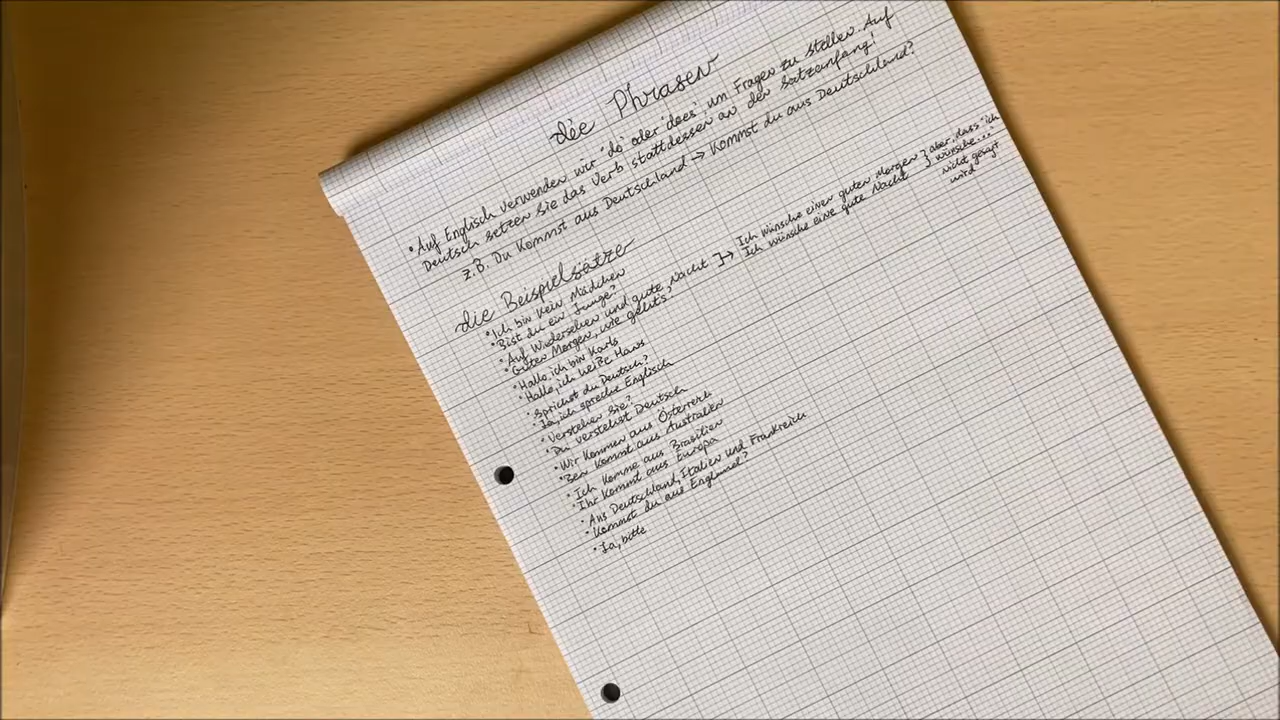 die Phrasen
• Auf Englisch verwenden wir 'do' oder 'does' um Fragen zu stellen. Auf
Deutsch setzen Sie das Verb stattdessen an den Satzanfang!
z.B. Du kommst aus Deutschland → Kommst du aus Deutschland?
die Beispielsätze
• Ich bin kein Mädchen
• Bist du ein Junge?
• Auf Wiedersehen und gute Nacht } → Ich wünsche einen guten Morgen } aber, dass "ich
• Guten Morgen, wie geht's? Ich wünsche eine gute Nacht wünsche..."
nicht gesagt
wird
• Hallo, ich bin Karls
• Hallo, ich heiße Hans
• Sprichst du Deutsch?
• Ja, ich spreche Englisch
• Verstehen Sie?
• Du verstehst Deutsch
• Wir kommen aus Österreich
• Ben kommt aus Australien
• Ich komme aus Brasilien
• Ihr kommt aus Europa
• Aus Deutschland, Italien und Frankreich
• Kommst du aus England?
• Ja, bitte